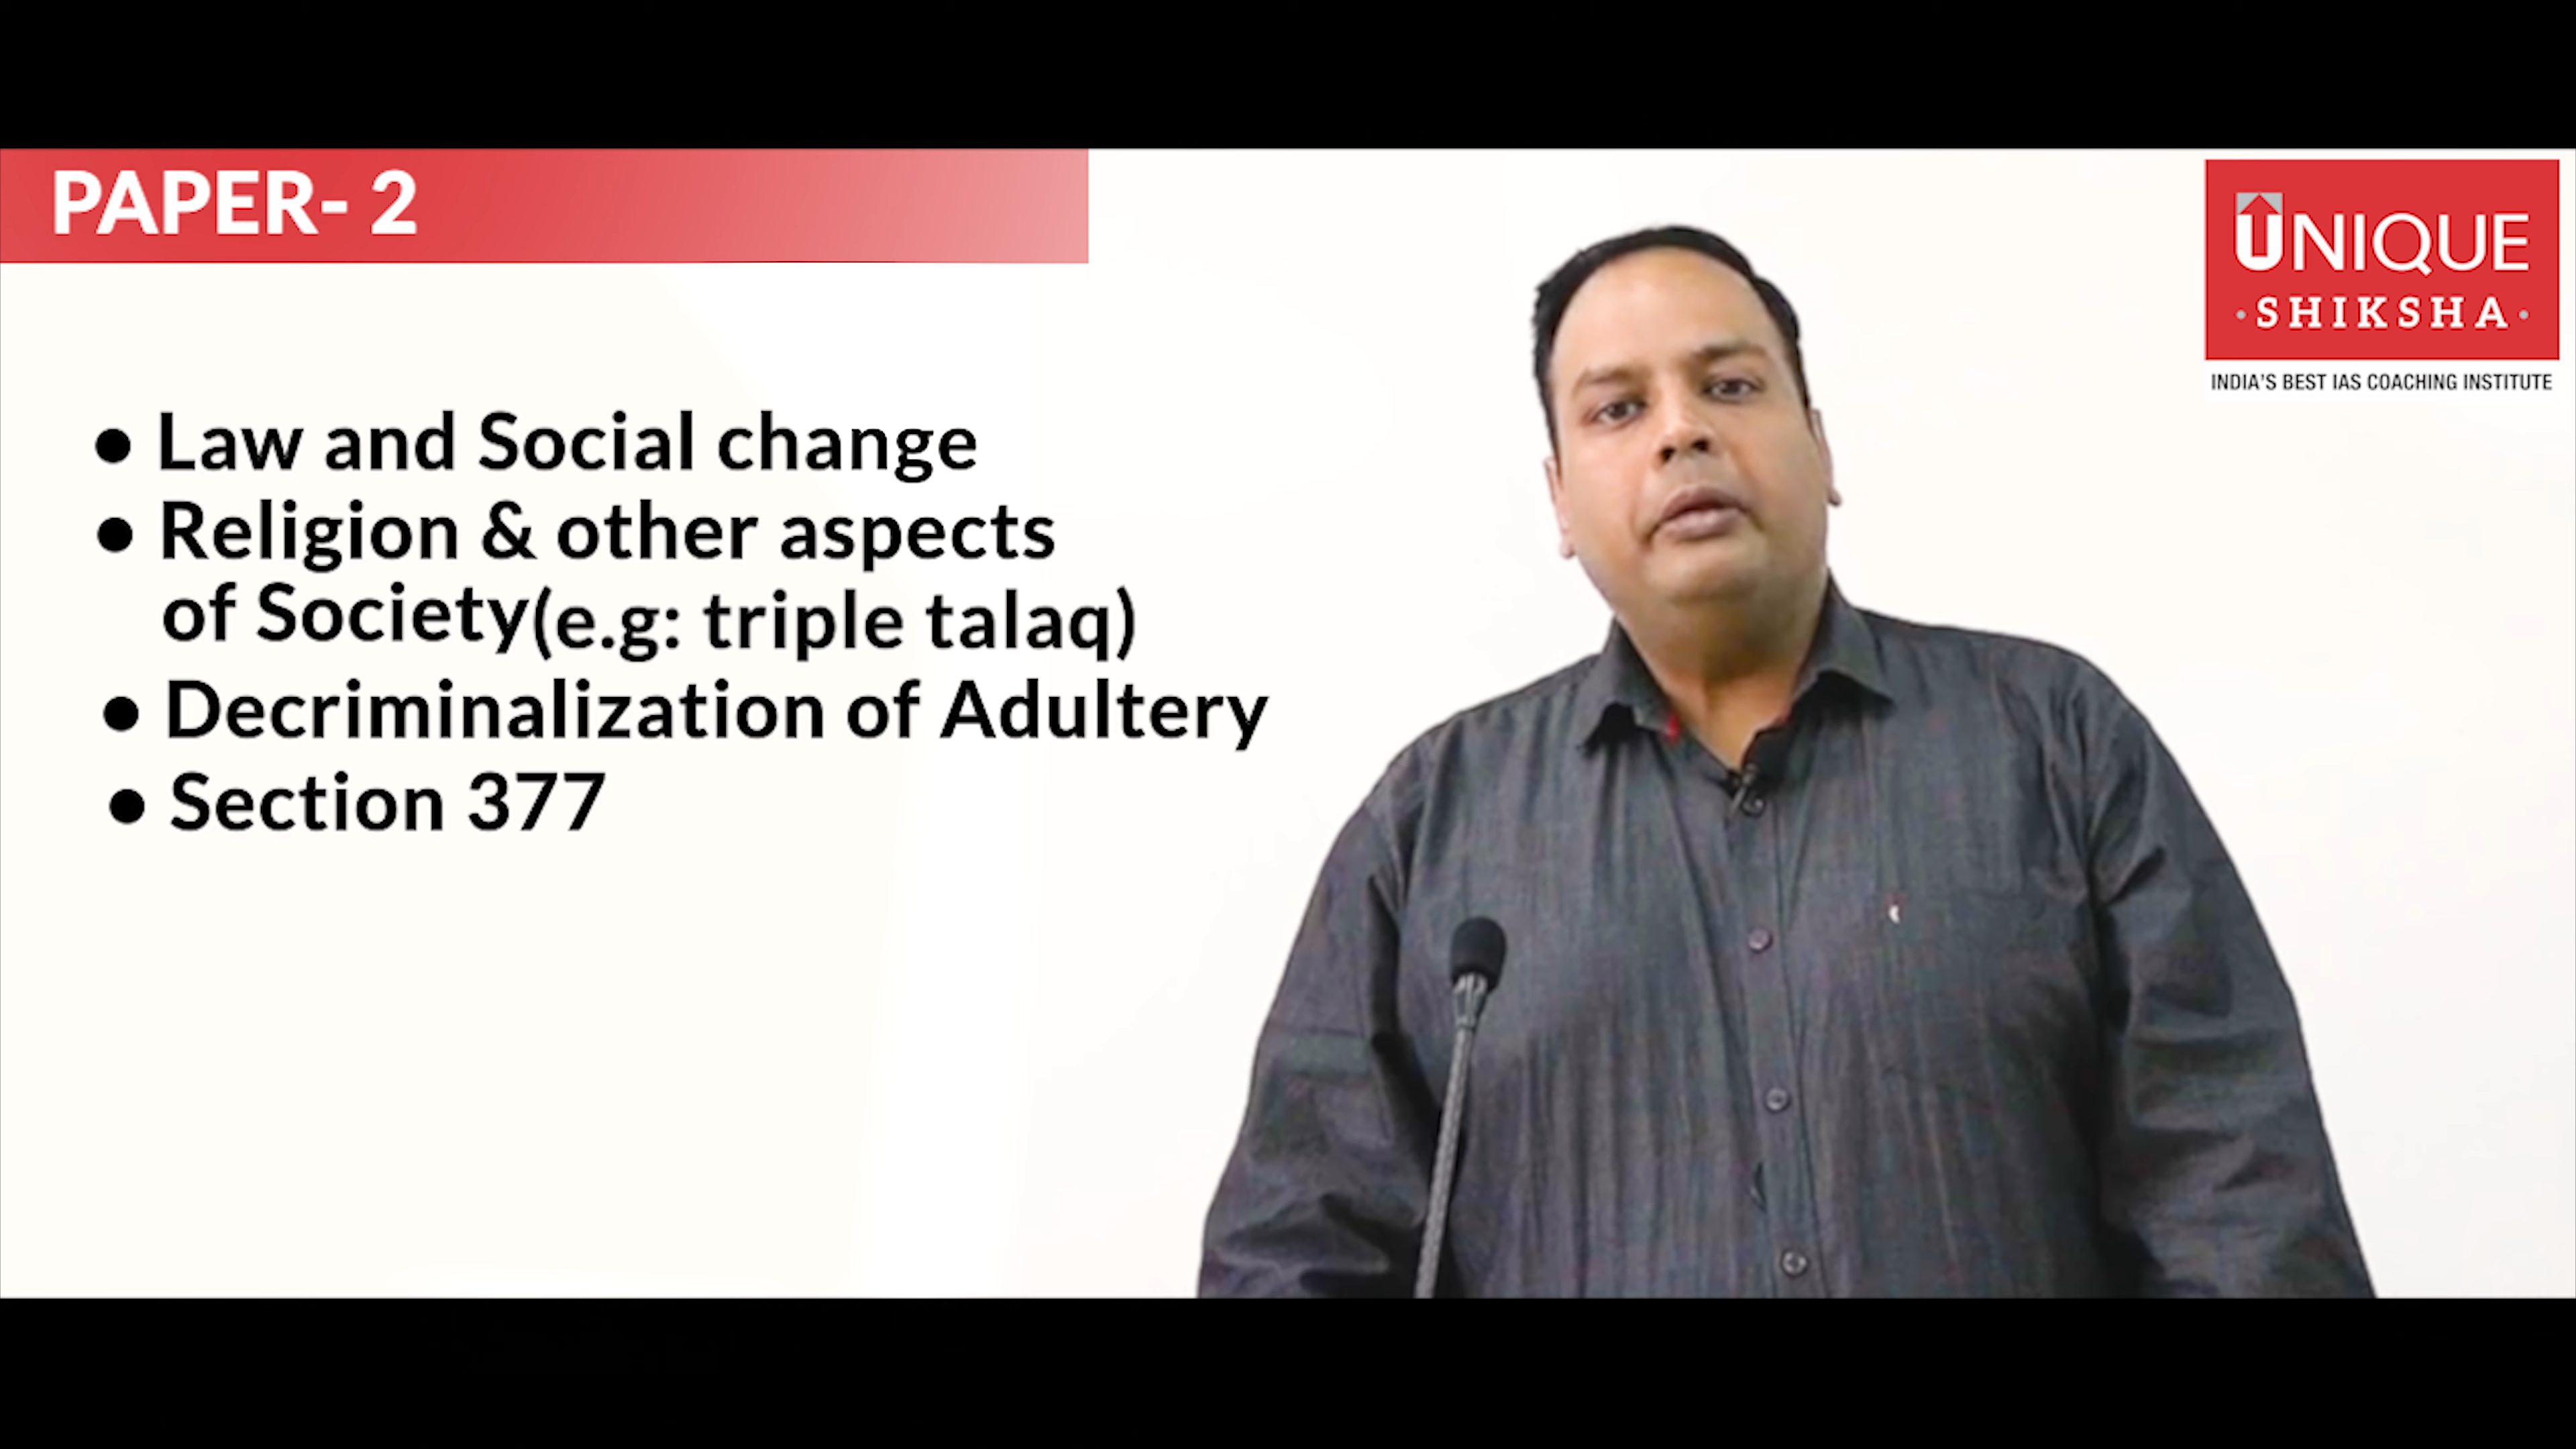 PAPER- 2
UNIQUE
·SHIKSHA·
INDIA'S BEST IAS COACHING INSTITUTE
● Law and Social change
● Religion & other aspects
of Society(e.g: triple talaq)
● Decriminalization of Adultery
● Section 377